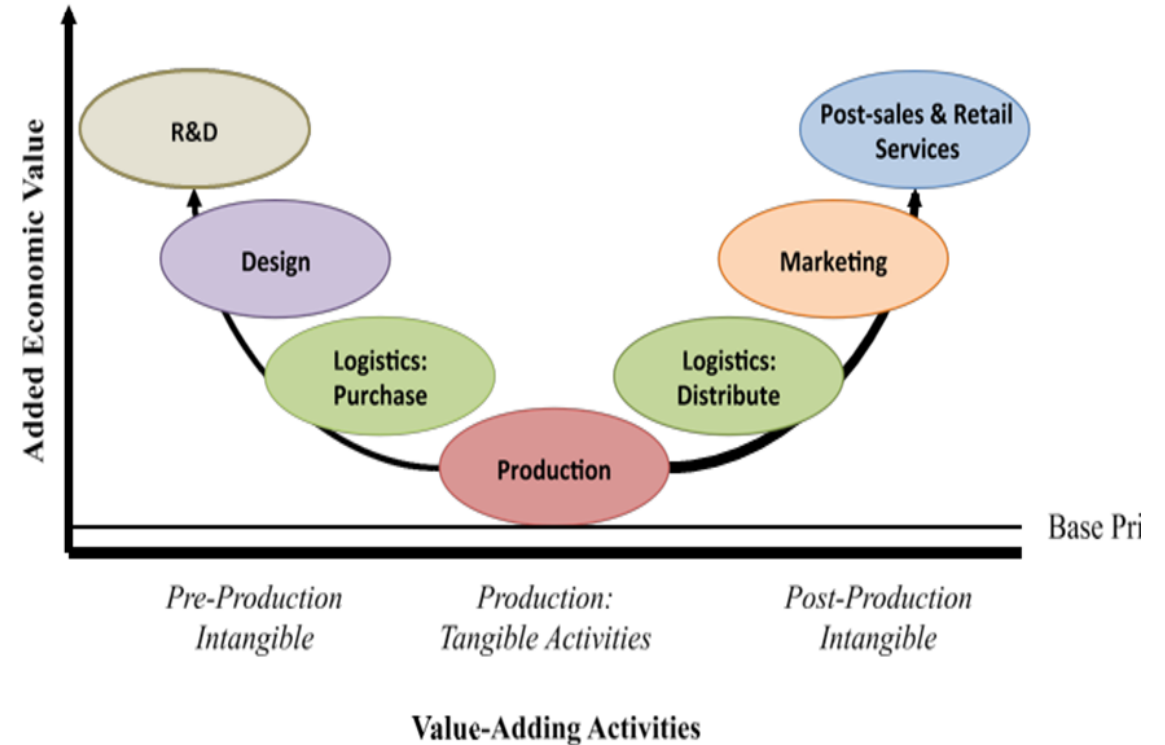 Added Economic Value
R&D
Post-sales & Retail
Services
Design
Marketing
Logistics:
Purchase
Logistics:
Distribute
Production
Base Pri
Pre-Production
Intangible
Production:
Tangible Activities
Post-Production
Intangible
Value-Adding Activities